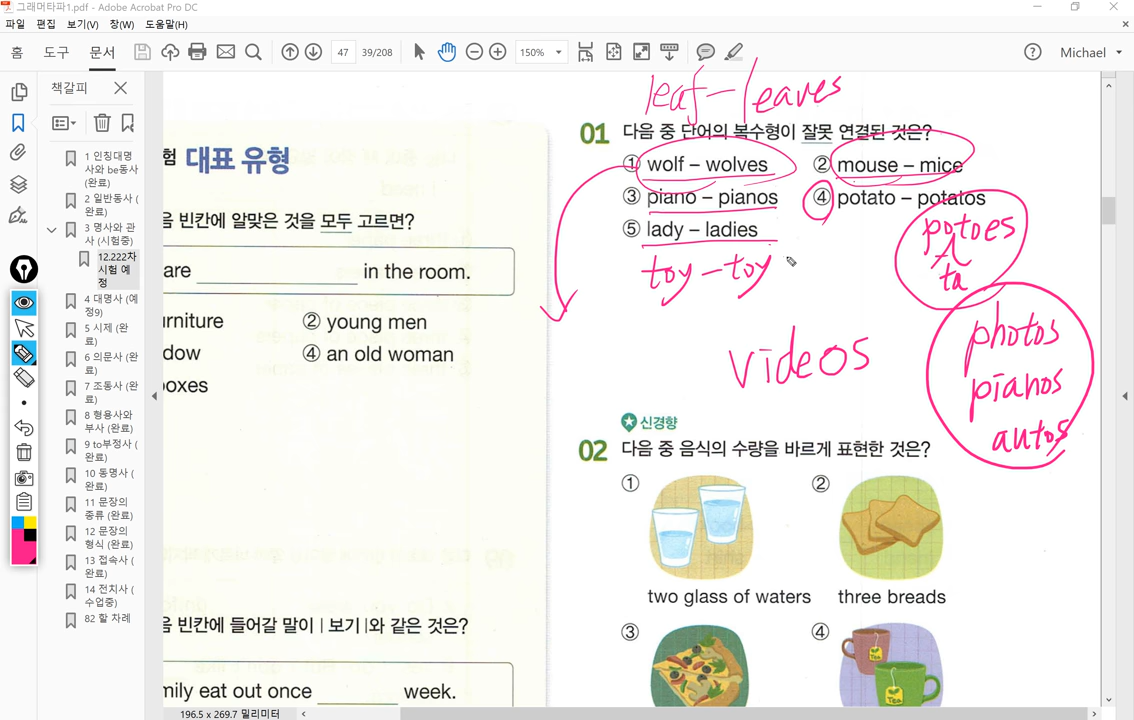 그래머타파1.pdf - Adobe Acrobat Pro DC
파일 편집 보기(V) 창(W) 도움말(H)
홈 도구 문서 47 39/208 150% Michael
책갈피
1 인칭대명
사와 be동사
(완료)
2 일반동사 (
완료)
3 명사와 관
사 (시험중)
12.222차
시험 예
정
4 대명사 (예
정9)
5 시제 (완
료)
6 의문사 (
완료)
7 조동사 (완
료)
8 형용사와
부사 (완료)
9 to부정사 (
완료)
10 동명사 (
완료)
11 문장의
종류 (완료)
12 문장의
형식 (완료)
13 접속사 (
완료)
14 전치사 (
수업중)
82 할 차례
험 대표 유형
음 빈칸에 알맞은 것을 모두 고르면?
are in the room.
urniture ② young men
dow ④ an old woman
boxes
음 빈칸에 들어갈 말이 |보기|와 같은 것은?
mily eat out once week.
leaf - leaves
01 다음 중 단어의 복수형이 잘못 연결된 것은?
① wolf – wolves ② mouse – mice
③ piano – pianos ④ potato – potatos
⑤ lady – ladies
potoes
ta
toy - toy
photos
pianos
autos
videos
신경향
02 다음 중 음식의 수량을 바르게 표현한 것은?
① ②
two glass of waters three breads
③ ④
Tea
Tea
196.5 x 269.7 밀리미터